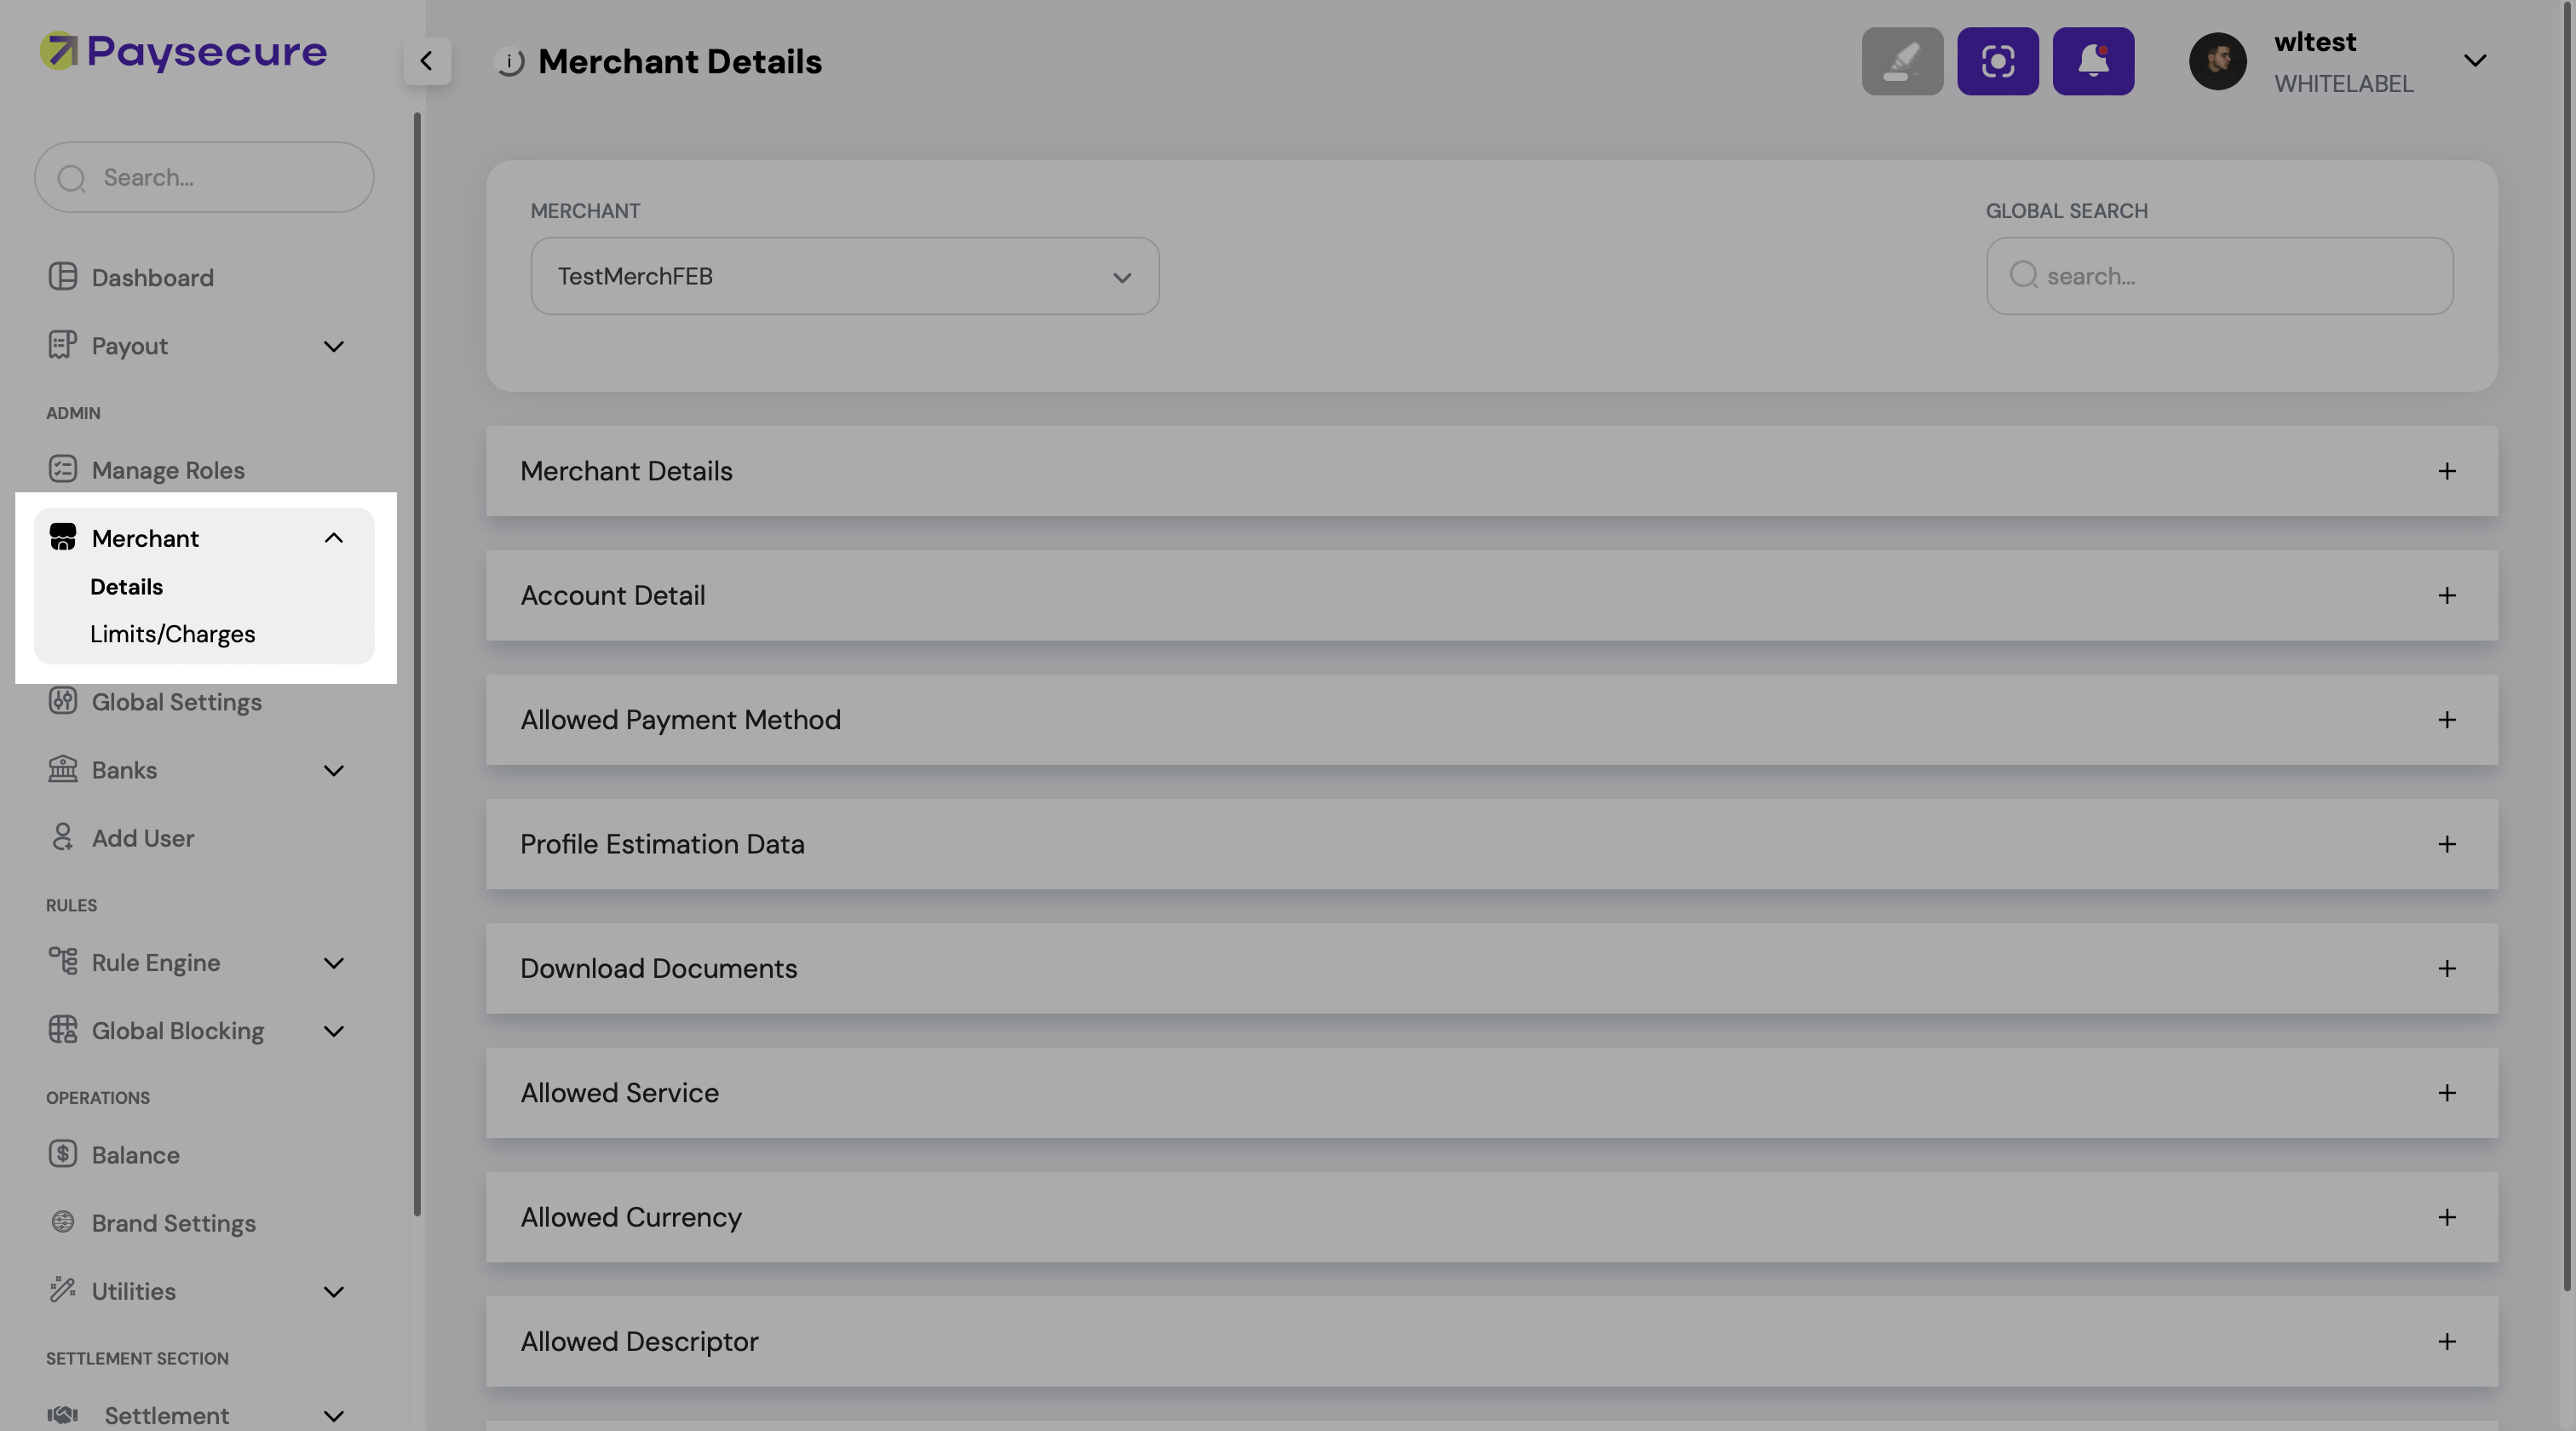 Paysecure
Search...
Dashboard
Payout
ADMIN
Manage Roles
Merchant
Details
Limits/Charges
Global Settings
Banks
Add User
RULES
Rule Engine
Global Blocking
OPERATIONS
Balance
Brand Settings
Utilities
SETTLEMENT SECTION
Settlement
Merchant Details
wltest
WHITELABEL
MERCHANT
TestMerchFEB
GLOBAL SEARCH
search...
Merchant Details
Account Detail
Allowed Payment Method
Profile Estimation Data
Download Documents
Allowed Service
Allowed Currency
Allowed Descriptor